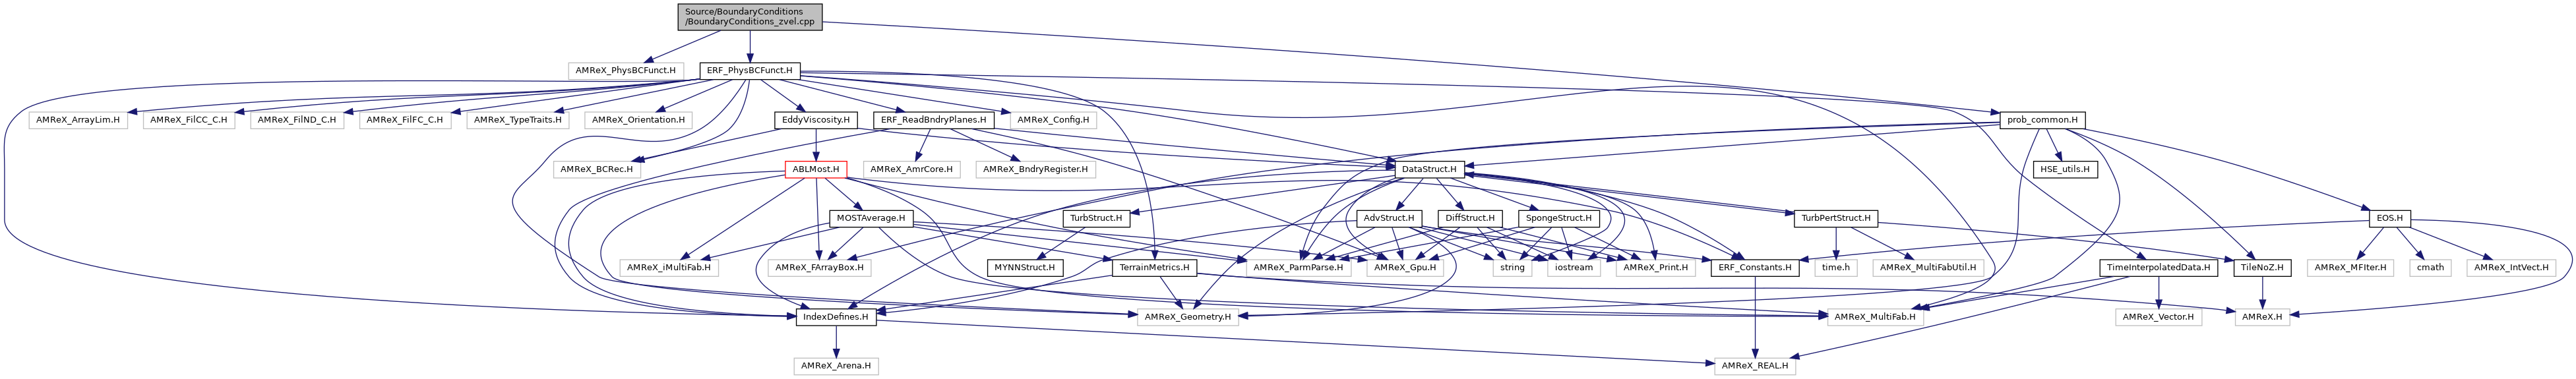 Source/BoundaryConditions
/BoundaryConditions_zvel.cpp
AMReX_PhysBCFunct.H
ERF_PhysBCFunct.H
AMReX_ArrayLim.H
AMReX_FilCC_C.H
AMReX_FilND_C.H
AMReX_FilFC_C.H
AMReX_TypeTraits.H
AMReX_Orientation.H
EddyViscosity.H
ERF_ReadBndryPlanes.H
AMReX_Config.H
prob_common.H
AMReX_BCRec.H
ABLMost.H
AMReX_AmrCore.H
AMReX_BndryRegister.H
DataStruct.H
HSE_utils.H
MOSTAverage.H
TurbStruct.H
AdvStruct.H
DiffStruct.H
SpongeStruct.H
TurbPertStruct.H
EOS.H
AMReX_iMultiFab.H
AMReX_FArrayBox.H
MYNNStruct.H
TerrainMetrics.H
AMReX_ParmParse.H
AMReX_Gpu.H
string
iostream
AMReX_Print.H
ERF_Constants.H
time.h
AMReX_MultiFabUtil.H
TimeInterpolatedData.H
TileNoZ.H
AMReX_MFIter.H
cmath
AMReX_IntVect.H
IndexDefines.H
AMReX_Geometry.H
AMReX_MultiFab.H
AMReX_Vector.H
AMReX.H
AMReX_Arena.H
AMReX_REAL.H